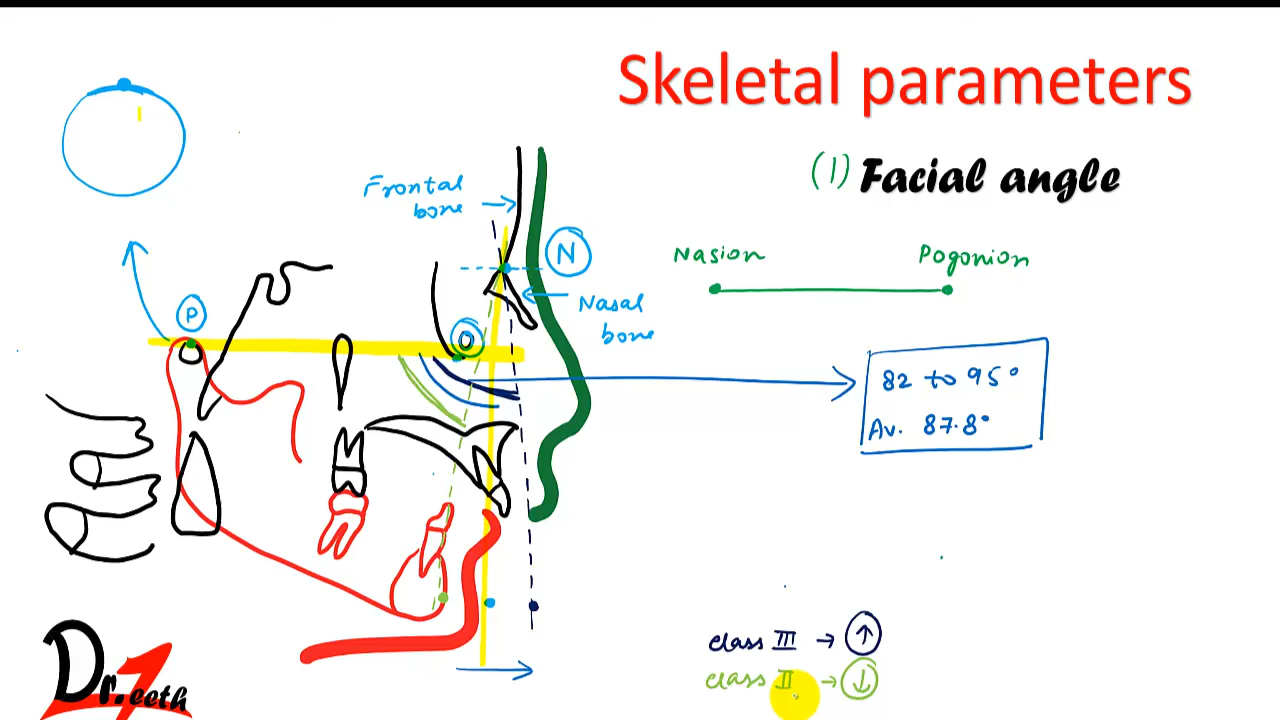 Skeletal parameters
(1) Facial angle
Frontal
bone
N
Nasion
Pogonion
Nasal
bone
P
O
82 to 95°
Av. 87.8°
class III → ↑
class II → ↓
Dr. Teeth